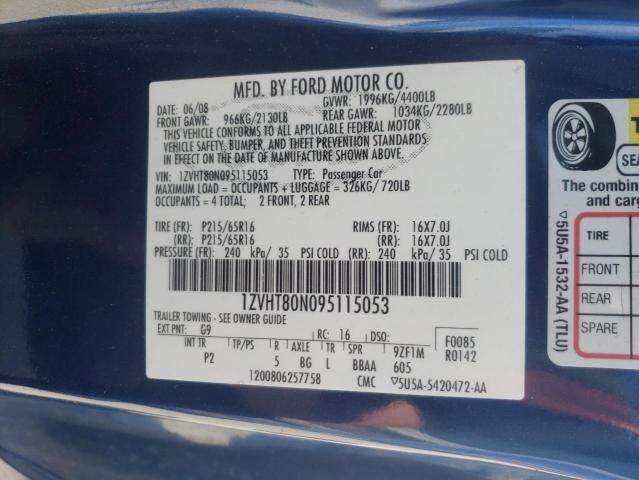 MFD. BY FORD MOTOR CO.
DATE: 06/08 GVWR: 1996KG/4400LB
FRONT GAWR: 966KG/2130LB REAR GAWR: 1034KG/2280LB
THIS VEHICLE CONFORMS TO ALL APPLICABLE FEDERAL MOTOR
VEHICLE SAFETY, BUMPER, AND THEFT PREVENTION STANDARDS
IN EFFECT ON THE DATE OF MANUFACTURE SHOWN ABOVE.
VIN: 1ZVHT80N095115053 TYPE: Passenger Car
MAXIMUM LOAD = OCCUPANTS + LUGGAGE = 326KG/ 720LB
OCCUPANTS = 4 TOTAL; 2 FRONT, 2 REAR
TIRE (FR): P215/65R16 RIMS (FR): 16X7.0J
(RR): P215/65R16 (RR): 16X7.0J
PRESSURE (FR): 240 kPa/ 35 PSI COLD (RR): 240 kPa/ 35 PSI COLD
1ZVHT80N095115053
TRAILER TOWING - SEE OWNER GUIDE
EXT PNT: G9 RC: 16 DSO: F0085
INT TR TP/PS R AXLE TR SPR 9ZF1M R0142
P2 5 BG L BBAA 605
1200806257758 CMC ▽5U5A-5420472-AA
▽5U5A-1532-AA (TLU)
SEA
The combin
and carg
TIRE
FRONT
REAR
SPARE